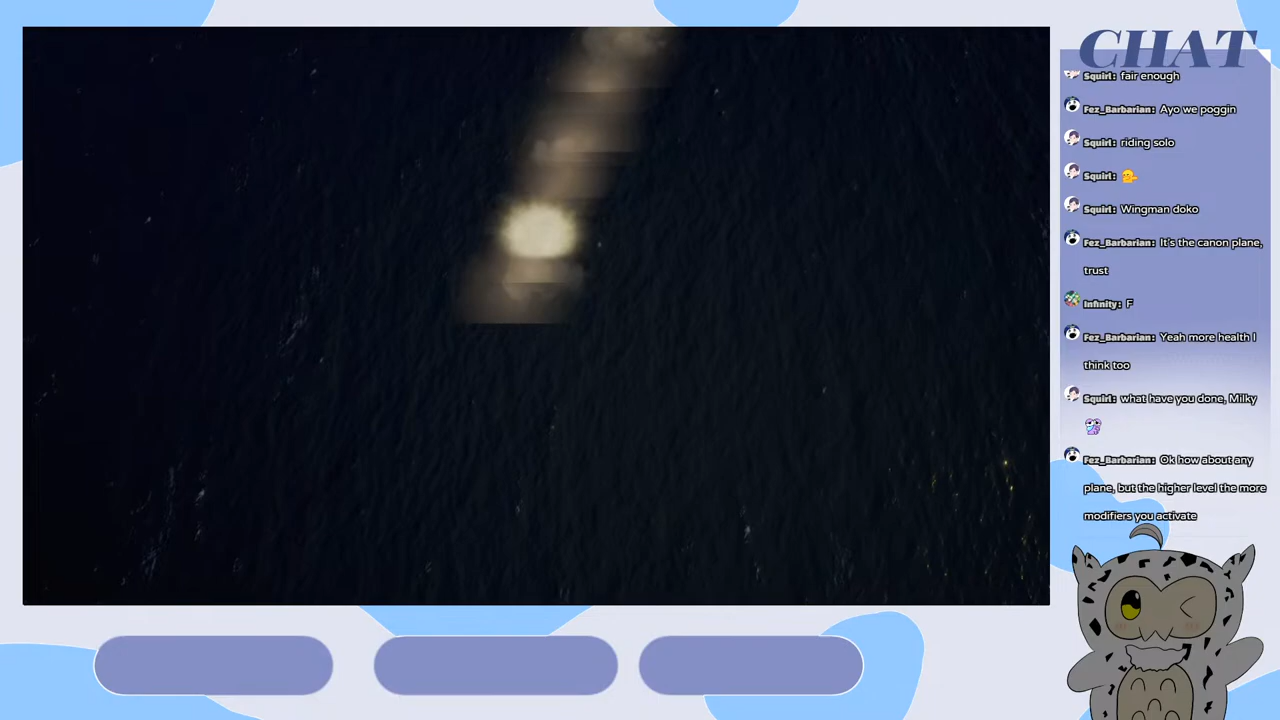 CHAT
Squirl: fair enough
Fez_Barbarian: Ayo we poggin
Squirl: riding solo
Squirl:
Squirl: Wingman doko
Fez_Barbarian: It's the canon plane,
trust
Infinity: F
Fez_Barbarian: Yeah more health I
think too
Squirl: what have you done, Milky
Fez_Barbarian: Ok how about any
plane, but the higher level the more
modifiers you activate